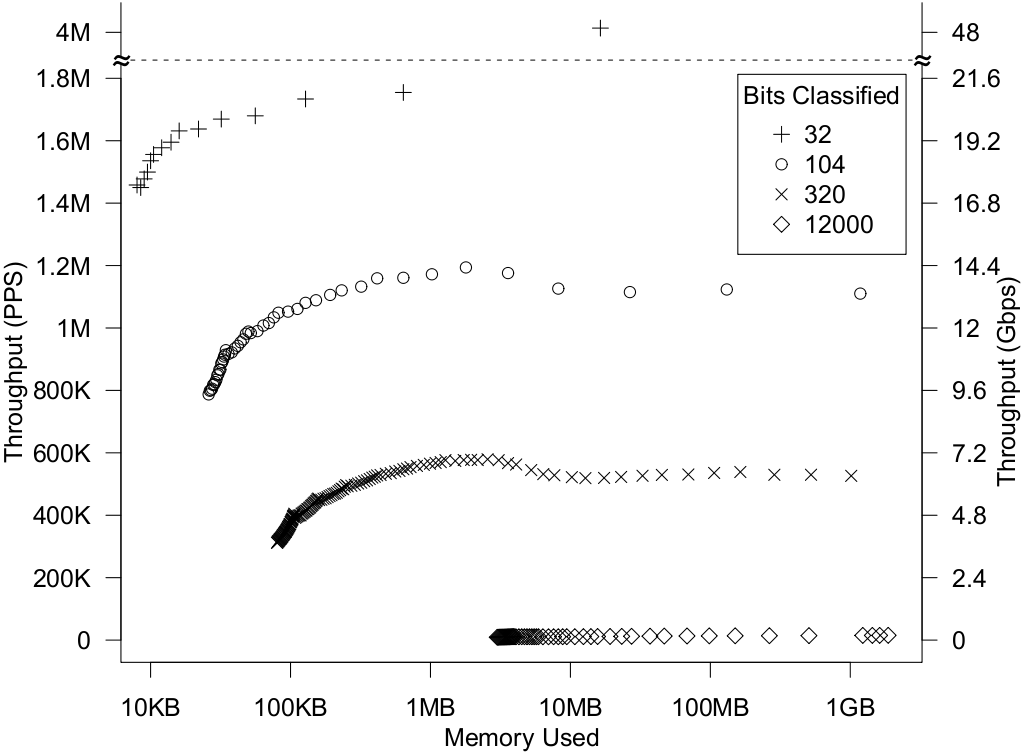 4M
1.8M
1.6M
1.4M
1.2M
1M
800K
600K
400K
200K
0
Throughput (PPS)
48
21.6
19.2
16.8
14.4
12
9.6
7.2
4.8
2.4
0
Throughput (Gbps)
Bits Classified
32
104
320
12000
10KB 100KB 1MB 10MB 100MB 1GB
Memory Used